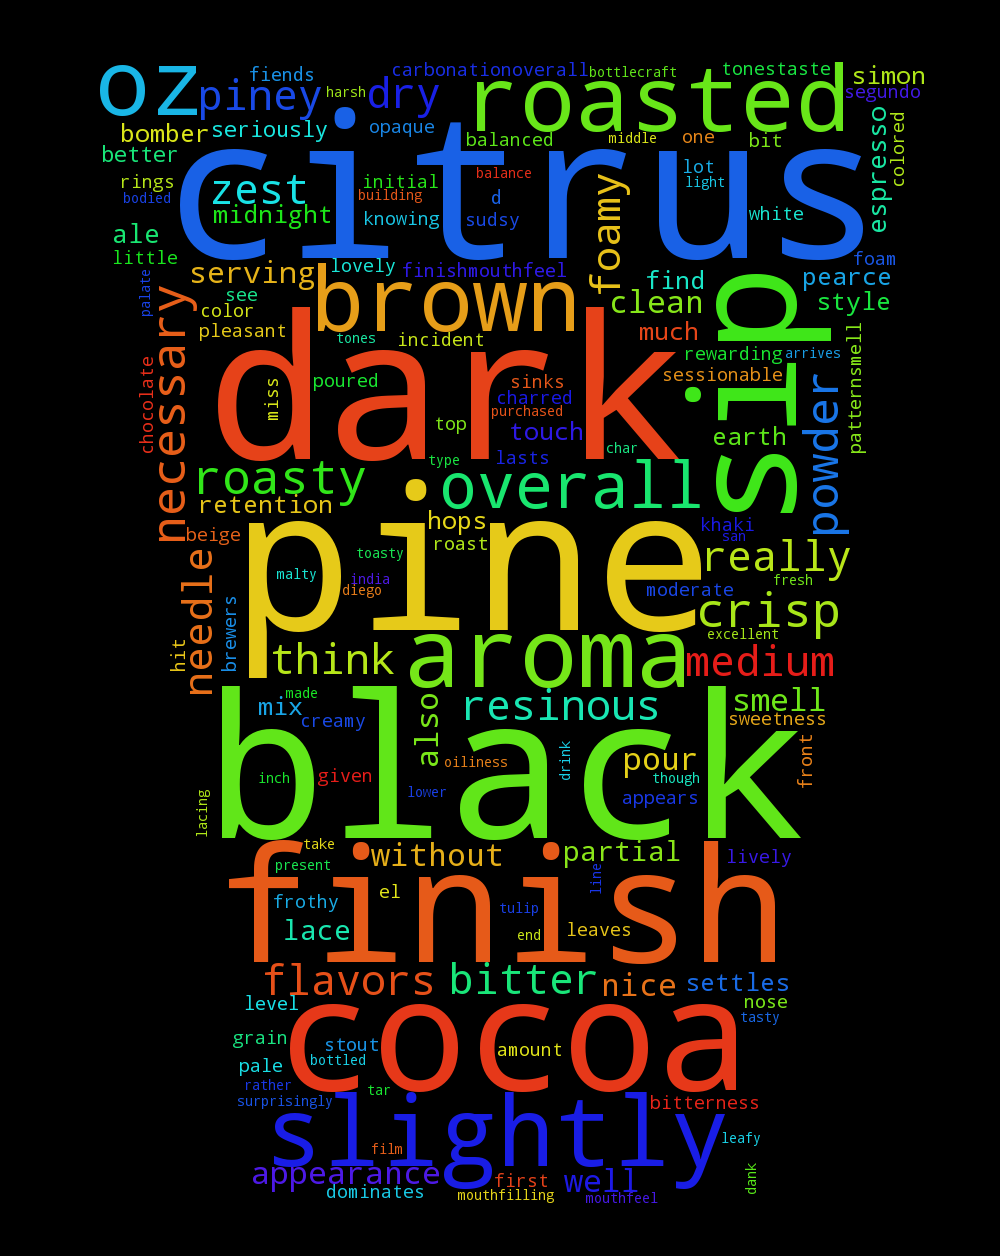 oz
piney
fiends
harsh
dry
carbonationoverall
bottlecraft
roasted
tonestaste
simon
segundo
bomber
seriously
opaque
citrus
balanced
middle
one
bit
espresso
colored
better
rings
bodied
zest
midnight
initial
building
knowing
balance
d
sudsy
foamy
lot
light
white
ale
little
palate
serving
lovely
finishmouthfeel
brown
find
clean
foam
pearce
style
see
color
pleasant
tones
incident
much
sip
rewarding
arrives
sessionable
patternsmell
necessary
chocolate
miss
poured
dark
sinks
charred
purchased
top
touch
type
lasts
char
earth
powder
roasty
retention
overall
hops
roast
khaki
san
beige
toasty
really
needle
malty
india
diego
pine
fresh
moderate
crisp
excellent
hit
brewers
think
aroma
medium
made
mix
creamy
also
resinous
smell
sweetness
front
black
oiliness
drink
pour
though
inch
given
lower
appears
lacing
take
present
without
partial
lively
finish
el
line
frothy
tulip
lace
end
leaves
flavors
bitter
nice
settles
level
nose
tasty
cocoa
grain
stout
bottled
amount
pale
rather
surprisingly
tar
bitterness
slightly
leafy
film
appearance
first
well
dank
dominates
mouthfilling
mouthfeel